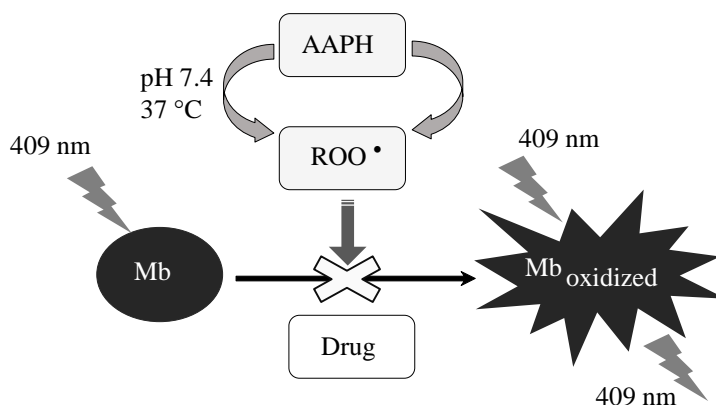 AAPH
pH 7.4
37 °C
ROO •
409 nm
409 nm
Mb
Mb oxidized
Drug
409 nm